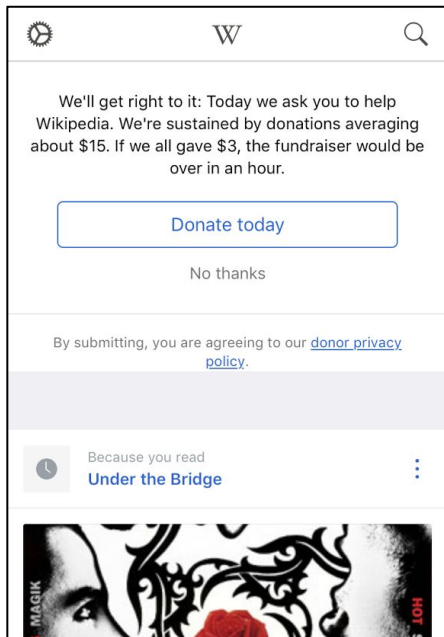 W
We'll get right to it: Today we ask you to help
Wikipedia. We're sustained by donations averaging
about $15. If we all gave $3, the fundraiser would be
over in an hour.
Donate today
No thanks
By submitting, you are agreeing to our donor privacy
policy.
Because you read
Under the Bridge
MAGIK
HOT